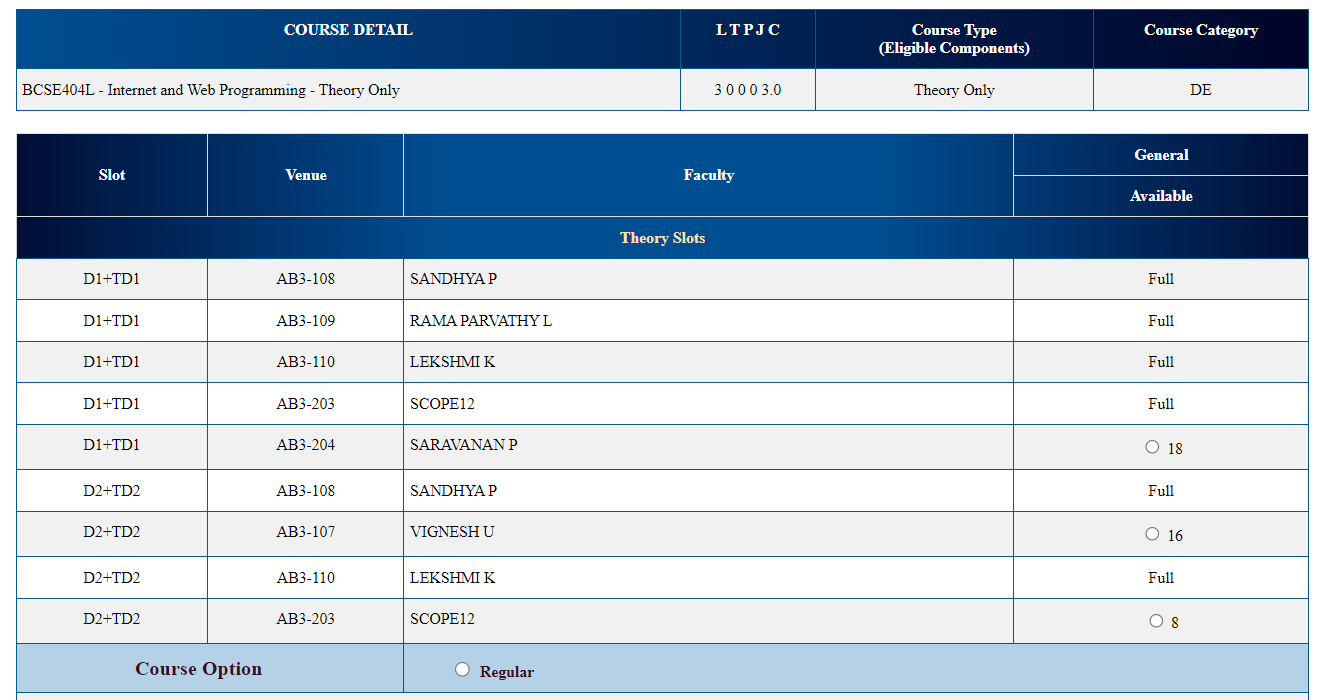 COURSE DETAIL L T P J C Course Type Course Category
(Eligible Components)
BCSE404L - Internet and Web Programming - Theory Only 3 0 0 0 3.0 Theory Only DE
Slot Venue Faculty General
Available
Theory Slots
D1+TD1 AB3-108 SANDHYA P Full
D1+TD1 AB3-109 RAMA PARVATHY L Full
D1+TD1 AB3-110 LEKSHMI K Full
D1+TD1 AB3-203 SCOPE12 Full
D1+TD1 AB3-204 SARAVANAN P 18
D2+TD2 AB3-108 SANDHYA P Full
D2+TD2 AB3-107 VIGNESH U 16
D2+TD2 AB3-110 LEKSHMI K Full
D2+TD2 AB3-203 SCOPE12 8
Course Option Regular